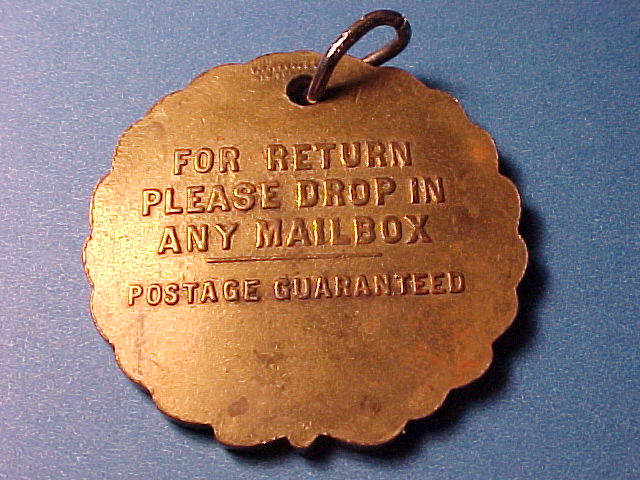 FOR RETURN
PLEASE DROP IN
ANY MAILBOX
POSTAGE GUARANTEED